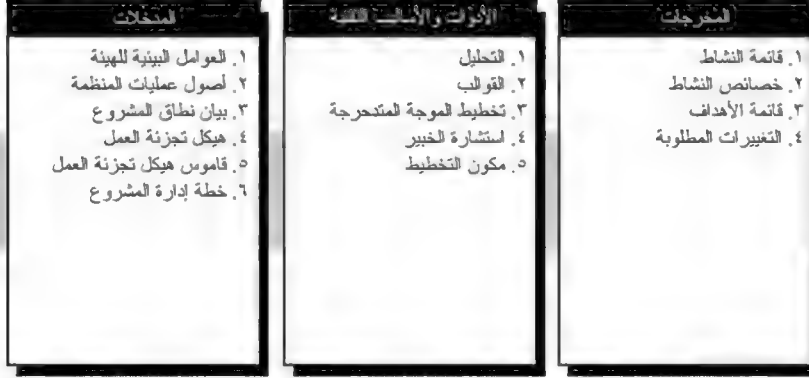 المدخلات
١. العوامل البيئية للهيئة
٢. أصول عمليات المنظمة
٣. بيان نطاق المشروع
٤. هيكل تجزئة العمل
٥. قاموس هيكل تجزئة العمل
٦. خطة إدارة المشروع
الأدوات والأساليب الفنية
١. التحليل
٢. القوالب
٣. تخطيط الموجة المتدحرجة
٤. استشارة الخبير
٥. مكون التخطيط
المخرجات
١. قائمة النشاط
٢. خصائص النشاط
٣. قائمة الأهداف
٤. التغييرات المطلوبة